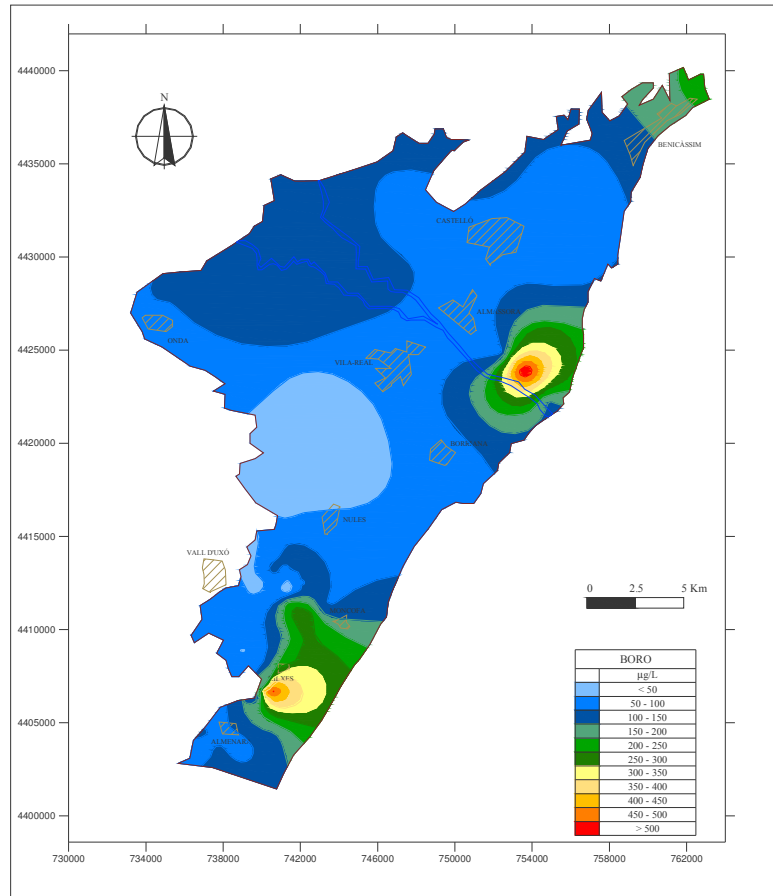 4440000
N
BENICÀSSIM
4435000
CASTELLÓ
4430000
ONDA
4425000
VILA-REAL
4420000
NULES
4415000
VALL D'UXÓ
0 2.5 5 Km
4410000
4405000
ALMENARA
4400000
BORO
µg/L
< 50
50 - 100
100 - 150
150 - 200
200 - 250
250 - 300
300 - 350
350 - 400
400 - 450
450 - 500
> 500
730000 734000 738000 742000 746000 750000 754000 758000 762000